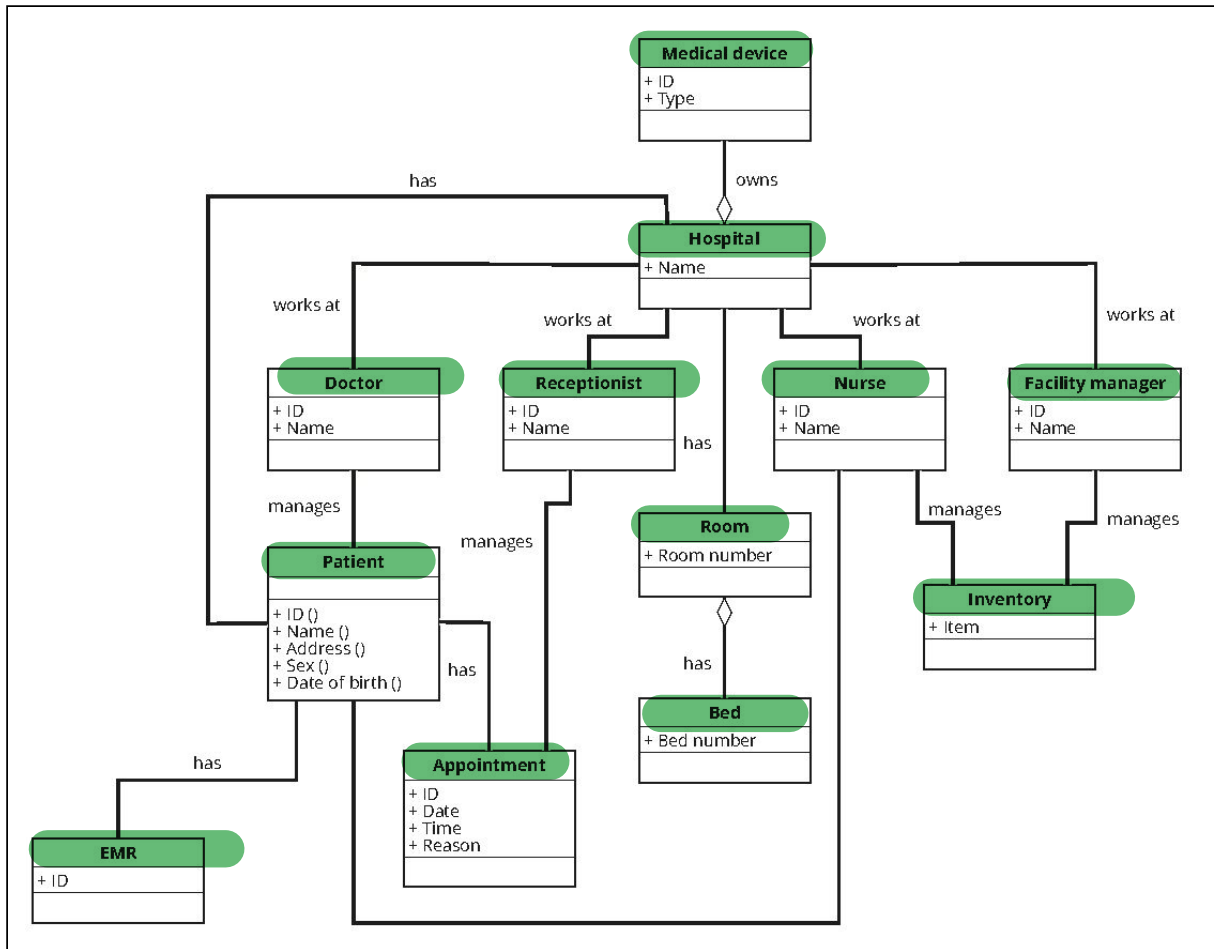 Medical device
+ ID
+ Type
has
owns
Hospital
+ Name
works at
works at
works at
works at
Doctor
+ ID
+ Name
Receptionist
+ ID
+ Name
Nurse
+ ID
+ Name
Facility manager
+ ID
+ Name
has
manages
manages
manages
manages
Room
+ Room number
Patient
+ ID ()
+ Name ()
+ Address ()
+ Sex ()
+ Date of birth ()
Inventory
+ Item
has
has
Bed
+ Bed number
has
Appointment
+ ID
+ Date
+ Time
+ Reason
EMR
+ ID